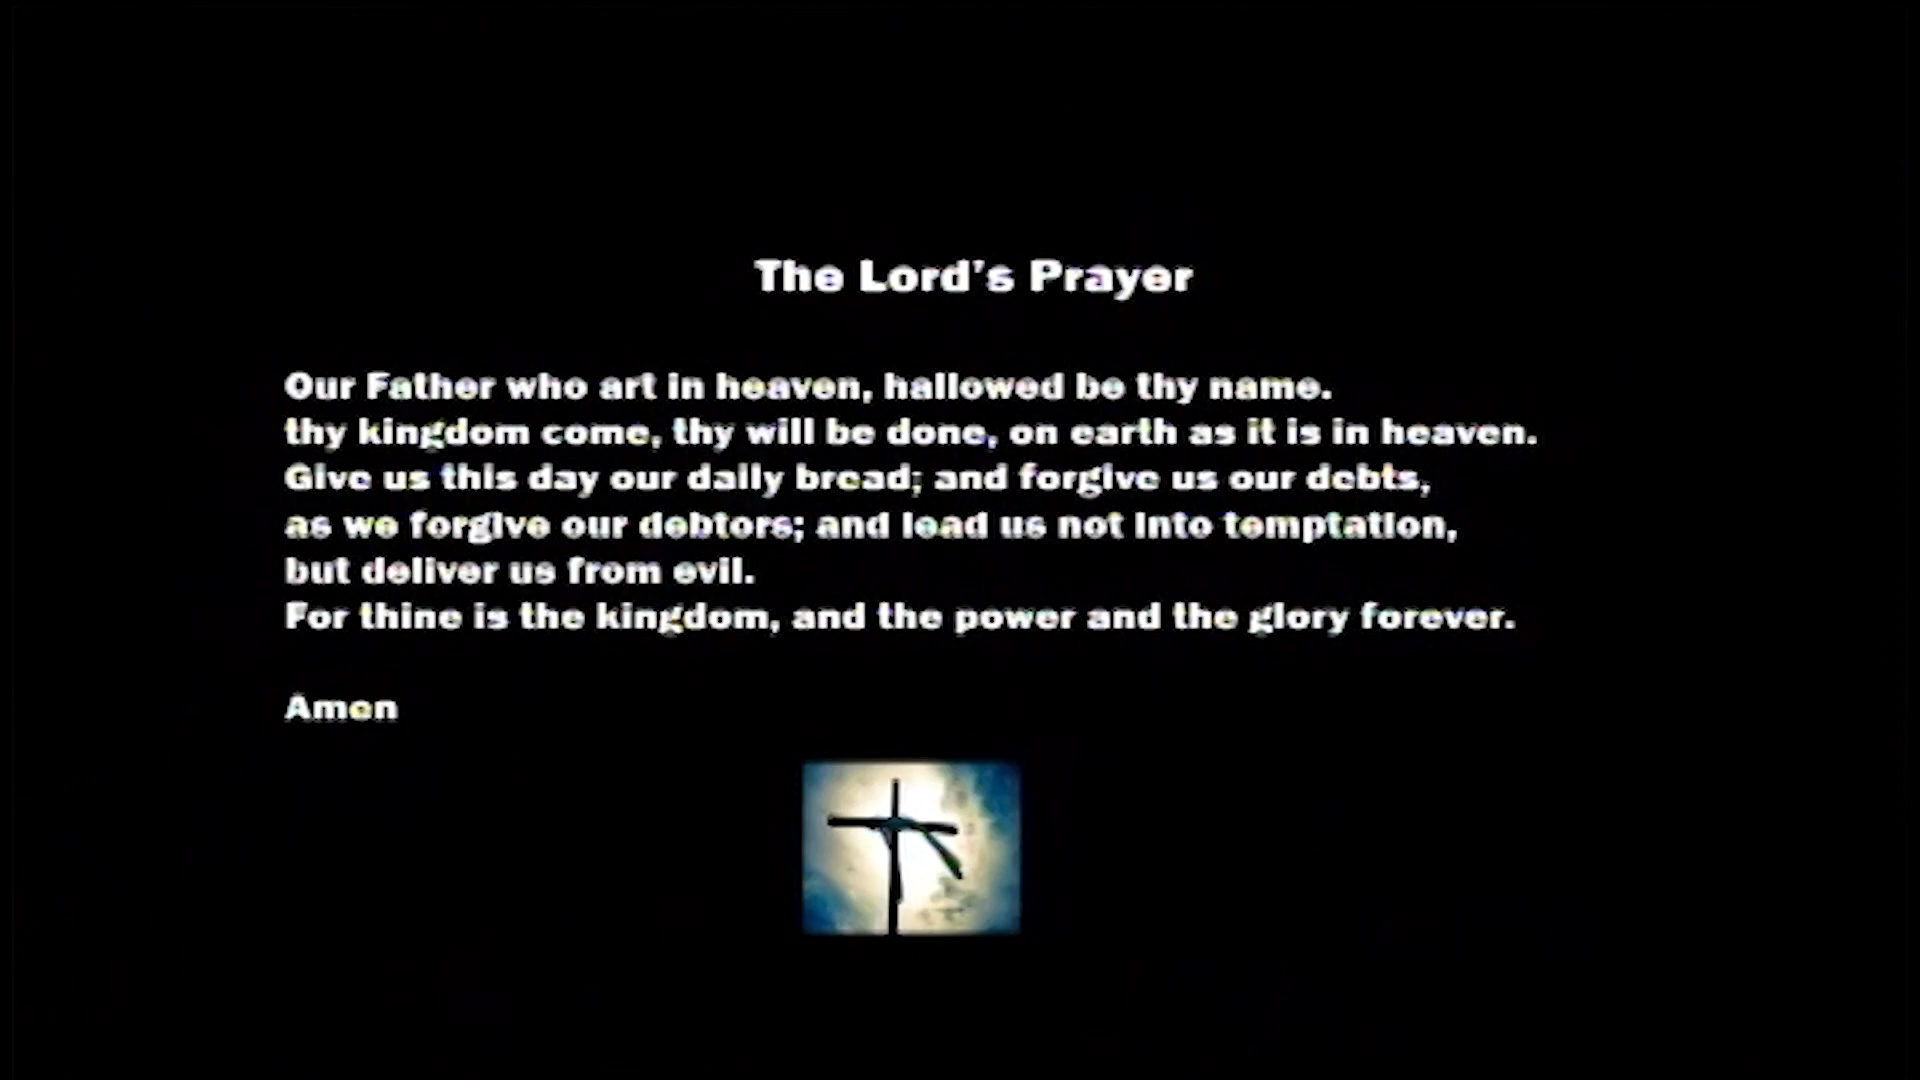 The Lord's Prayer
Our Father who art in heaven, hallowed be thy name.
thy kingdom come, thy will be done, on earth as it is in heaven.
Give us this day our daily bread; and forgive us our debts,
as we forgive our debtors; and lead us not into temptation,
but deliver us from evil.
For thine is the kingdom, and the power and the glory forever.
Amen